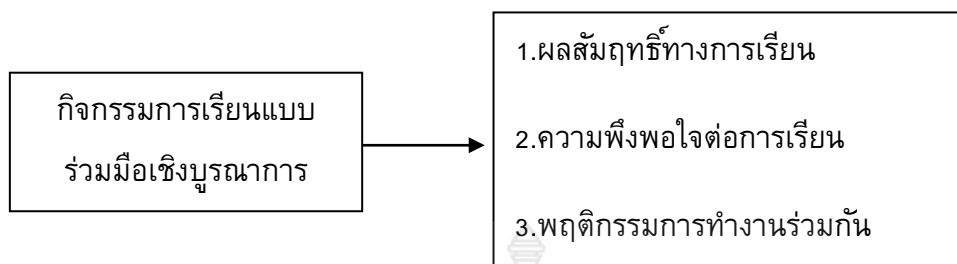 กิจกรรมการเรียนแบบ
ร่วมมือเชิงบูรณาการ
1.ผลสัมฤทธิ์ทางการเรียน
2.ความพึงพอใจต่อการเรียน
3.พฤติกรรมการทำงานร่วมกัน